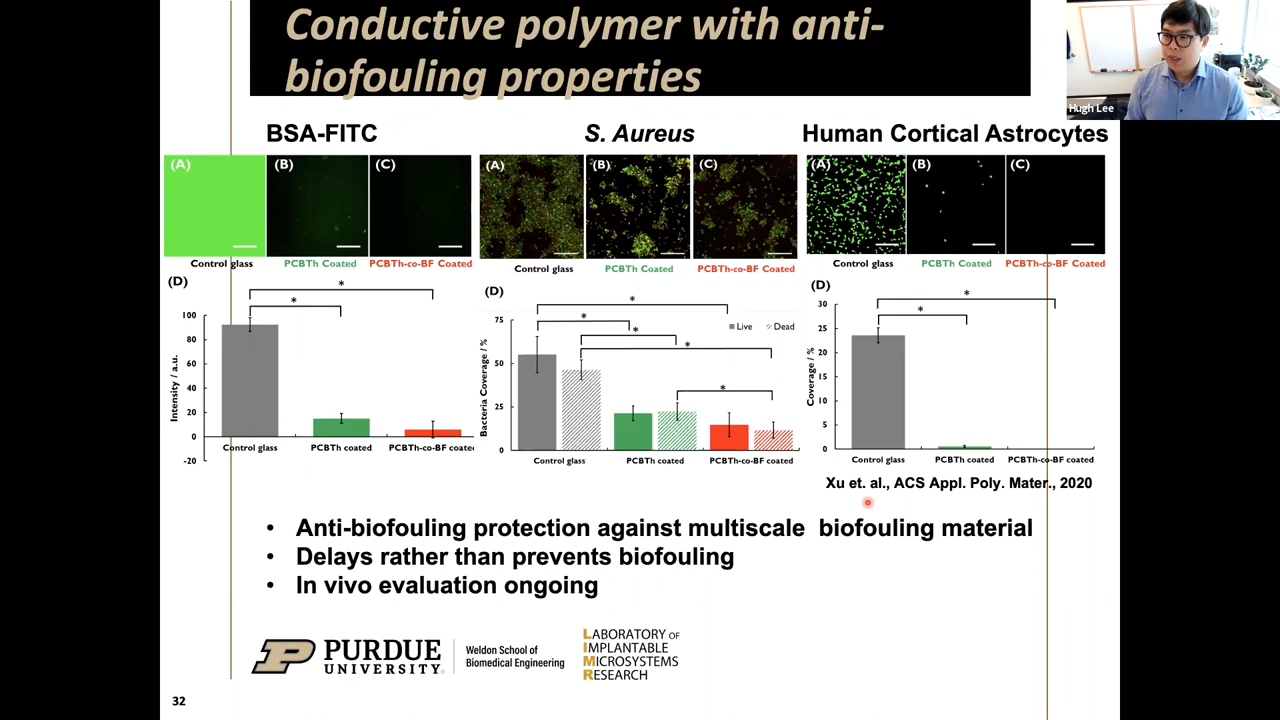 Conductive polymer with anti-
biofouling properties
Hugh Lee
BSA-FITC
S. Aureus
Human Cortical Astrocytes
(A)
(B)
(C)
(A)
(B)
(C)
(A)
(B)
(C)
Control glass
PCBTh Coated
PCBTh-co-BF Coated
Control glass
PCBTh Coated
PCBTh-co-BF Coated
Control glass
PCBTh Coated
PCBTh-co-BF Coated
(D)
*
*
100
80
60
40
20
0
-20
Intensity / a.u.
Control glass
PCBTh coated
PCBTh-co-BF coated
(D)
*
*
*
*
*
Live
Dead
75
50
25
0
Bacteria Coverage / %
Control glass
PCBTh coated
PCBTh-co-BF coated
(D)
*
*
30
25
20
15
10
5
0
Coverage / %
Control glass
PCBTh coated
PCBTh-co-BF coated
Xu et. al., ACS Appl. Poly. Mater., 2020
• Anti-biofouling protection against multiscale biofouling material
• Delays rather than prevents biofouling
• In vivo evaluation ongoing
PURDUE
UNIVERSITY
Weldon School of
Biomedical Engineering
LABORATORY OF
IMPLANTABLE
MICROSYSTEMS
RESEARCH
32